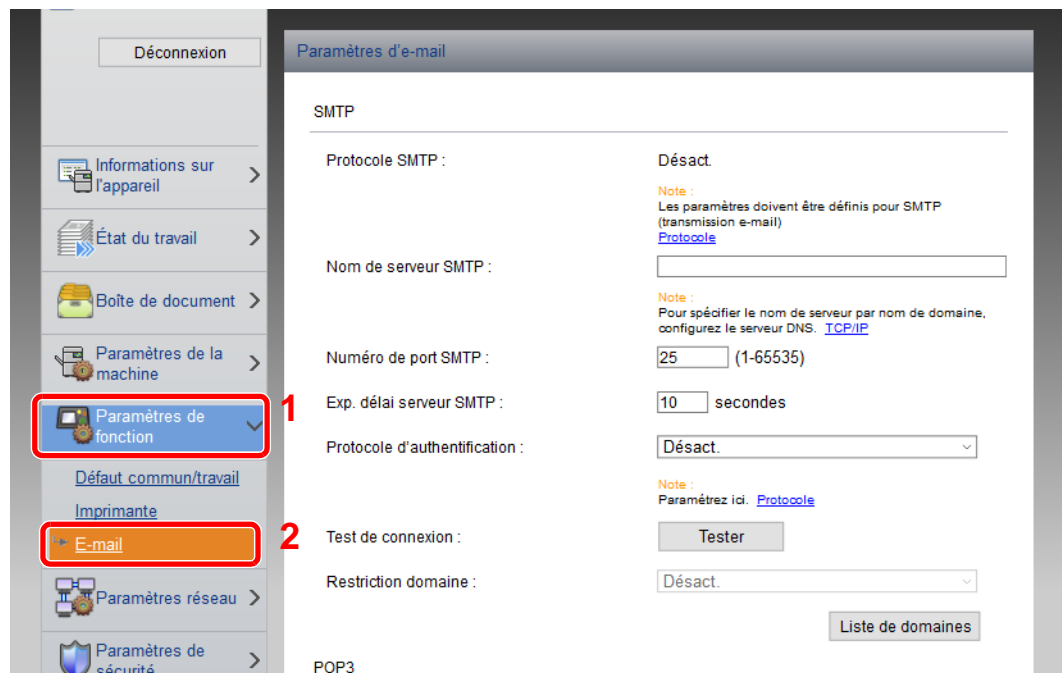 Déconnexion
Informations sur
l'appareil
État du travail
Boîte de document
Paramètres de la
machine
Paramètres de
fonction
1
Défaut commun/travail
Imprimante
E-mail
2
Paramètres réseau
Paramètres de
sécurité
Paramètres d'e-mail
SMTP
Protocole SMTP :
Désact.
Note :
Les paramètres doivent être définis pour SMTP
(transmission e-mail)
Protocole
Nom de serveur SMTP :
Note :
Pour spécifier le nom de serveur par nom de domaine,
configurez le serveur DNS. TCP/IP
Numéro de port SMTP :
25 (1-65535)
Exp. délai serveur SMTP :
10 secondes
Protocole d'authentification :
Désact.
Note :
Paramétrez ici. Protocole
Test de connexion :
Tester
Restriction domaine :
Désact.
Liste de domaines
POP3